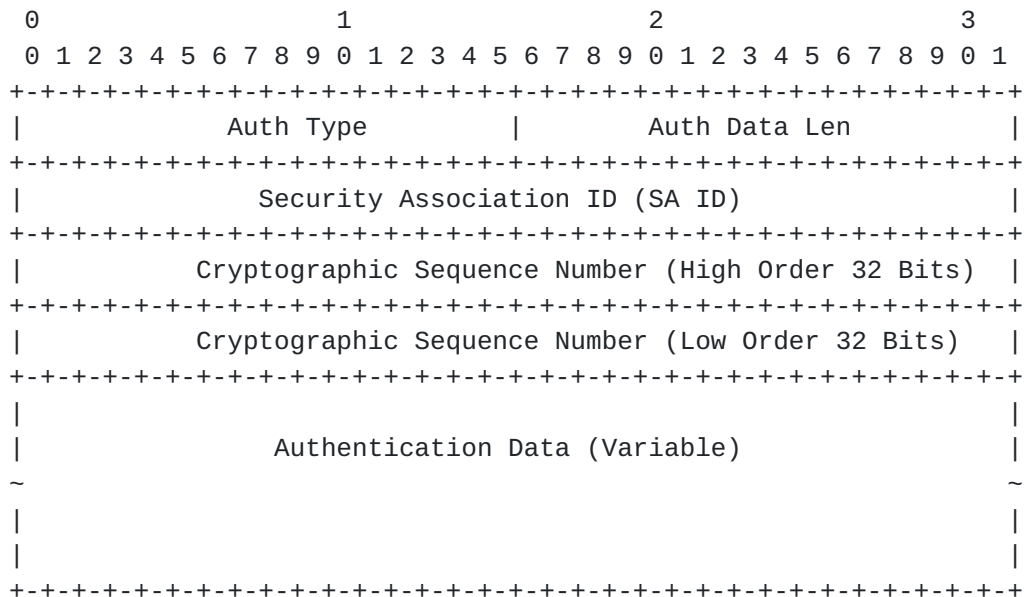 0                   1                   2                   3
 0 1 2 3 4 5 6 7 8 9 0 1 2 3 4 5 6 7 8 9 0 1 2 3 4 5 6 7 8 9 0 1
+-+-+-+-+-+-+-+-+-+-+-+-+-+-+-+-+-+-+-+-+-+-+-+-+-+-+-+-+-+-+-+-+
|             Auth Type         |        Auth Data Len          |
+-+-+-+-+-+-+-+-+-+-+-+-+-+-+-+-+-+-+-+-+-+-+-+-+-+-+-+-+-+-+-+-+
|               Security Association ID (SA ID)                 |
+-+-+-+-+-+-+-+-+-+-+-+-+-+-+-+-+-+-+-+-+-+-+-+-+-+-+-+-+-+-+-+-+
|           Cryptographic Sequence Number (High Order 32 Bits)  |
+-+-+-+-+-+-+-+-+-+-+-+-+-+-+-+-+-+-+-+-+-+-+-+-+-+-+-+-+-+-+-+-+
|           Cryptographic Sequence Number (Low Order 32 Bits)   |
+-+-+-+-+-+-+-+-+-+-+-+-+-+-+-+-+-+-+-+-+-+-+-+-+-+-+-+-+-+-+-+-+
|                                                               |
|                Authentication Data (Variable)                 |
~                                                               ~
|                                                               |
|                                                               |
+-+-+-+-+-+-+-+-+-+-+-+-+-+-+-+-+-+-+-+-+-+-+-+-+-+-+-+-+-+-+-+-+